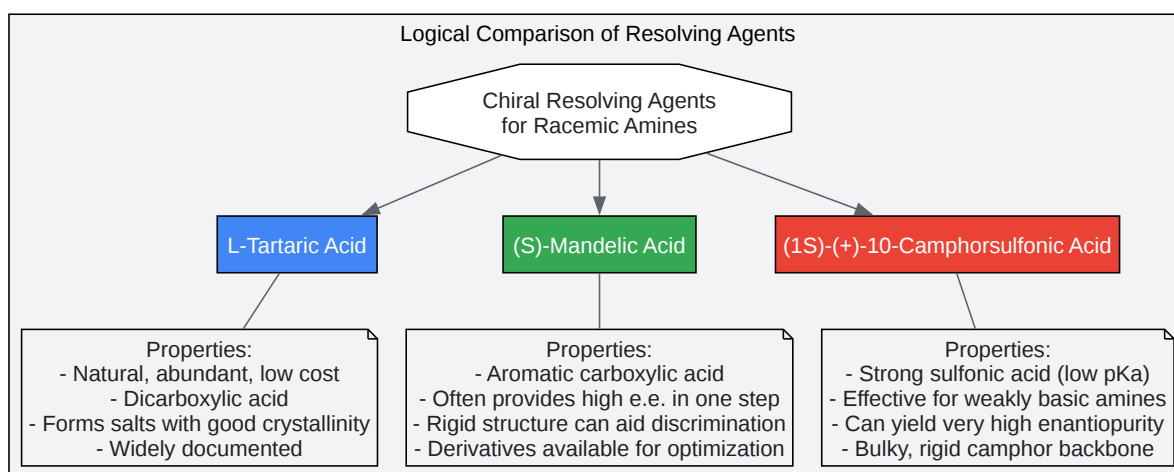 Logical Comparison of Resolving Agents
Chiral Resolving Agents
for Racemic Amines
L-Tartaric Acid
(S)-Mandelic Acid
(1S)-(+)-10-Camphorsulfonic Acid
Properties:
- Natural, abundant, low cost
- Dicarboxylic acid
- Forms salts with good crystallinity
- Widely documented
Properties:
- Aromatic carboxylic acid
- Often provides high e.e. in one step
- Rigid structure can aid discrimination
- Derivatives available for optimization
Properties:
- Strong sulfonic acid (low pKa)
- Effective for weakly basic amines
- Can yield very high enantiopurity
- Bulky, rigid camphor backbone